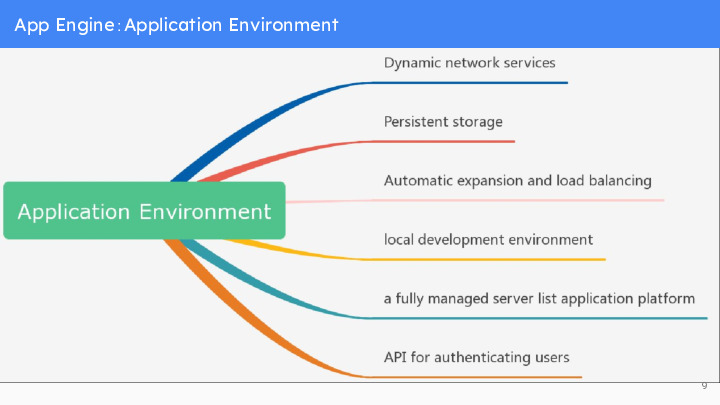 App Engine:Application Environment
Dynamic network services
Persistent storage
Automatic expansion and load balancing
Application Environment
local development environment
a fully managed server list application platform
API for authenticating users
9